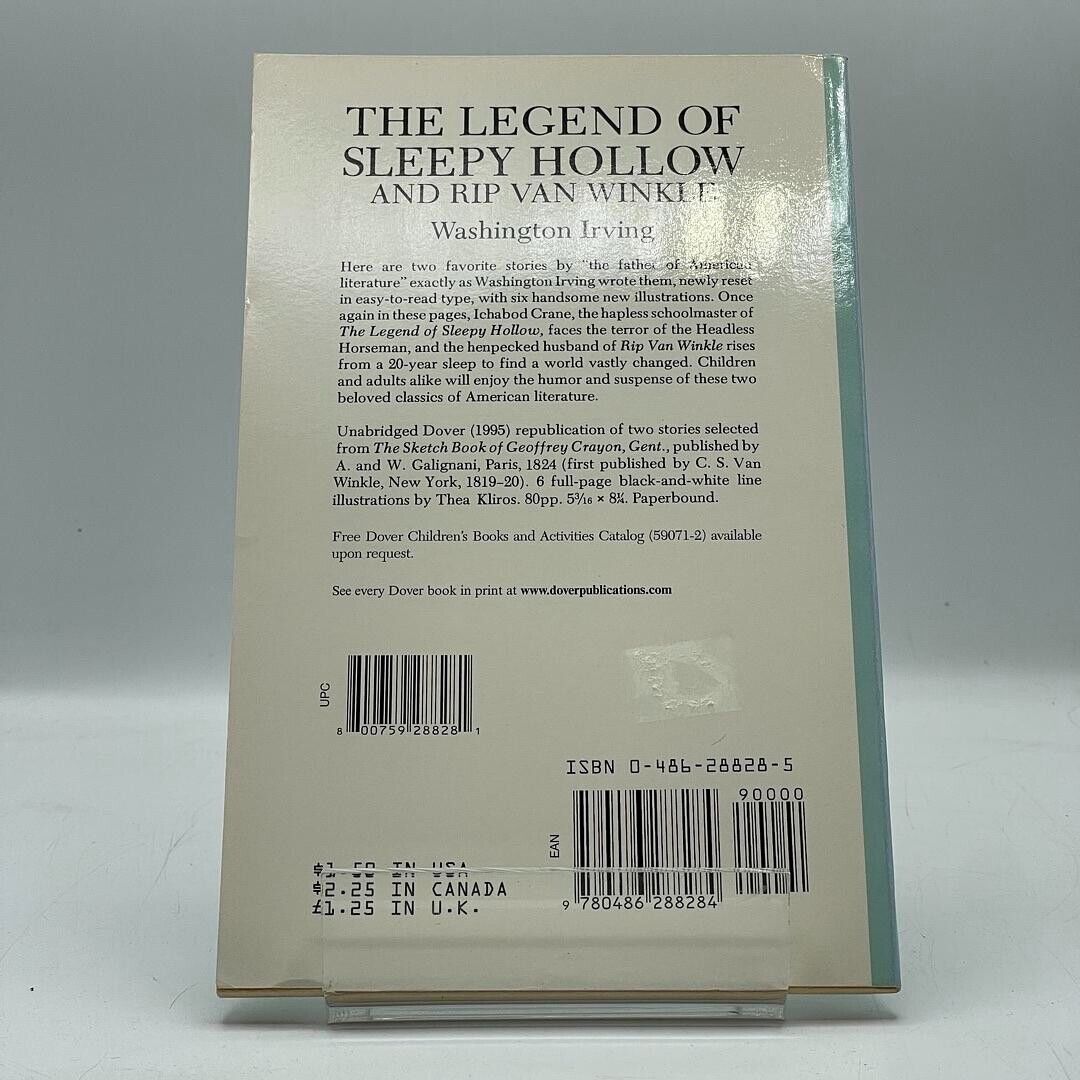 THE LEGEND OF
SLEEPY HOLLOW
AND RIP VAN WINKLE
Washington Irving
Here are two favorite stories by "the father of American
literature" exactly as Washington Irving wrote them, newly reset
in easy-to-read type, with six handsome new illustrations. Once
again in these pages, Ichabod Crane, the hapless schoolmaster of
The Legend of Sleepy Hollow, faces the terror of the Headless
Horseman, and the henpecked husband of Rip Van Winkle rises
from a 20-year sleep to find a world vastly changed. Children
and adults alike will enjoy the humor and suspense of these two
beloved classics of American literature.
Unabridged Dover (1995) republication of two stories selected
from The Sketch Book of Geoffrey Crayon, Gent., published by
A. and W. Galignani, Paris, 1824 (first published by C. S. Van
Winkle, New York, 1819–20). 6 full-page black-and-white line
illustrations by Thea Kliros. 80pp. 5³⁄₁₆ × 8¼. Paperbound.
Free Dover Children's Books and Activities Catalog (59071-2) available
upon request.
See every Dover book in print at www.doverpublications.com
UPC
8 00759 28828 1
ISBN 0-486-28828-5
90000
EAN
9 780486 288284
$1.50 IN USA
$2.25 IN CANADA
£1.25 IN U.K.